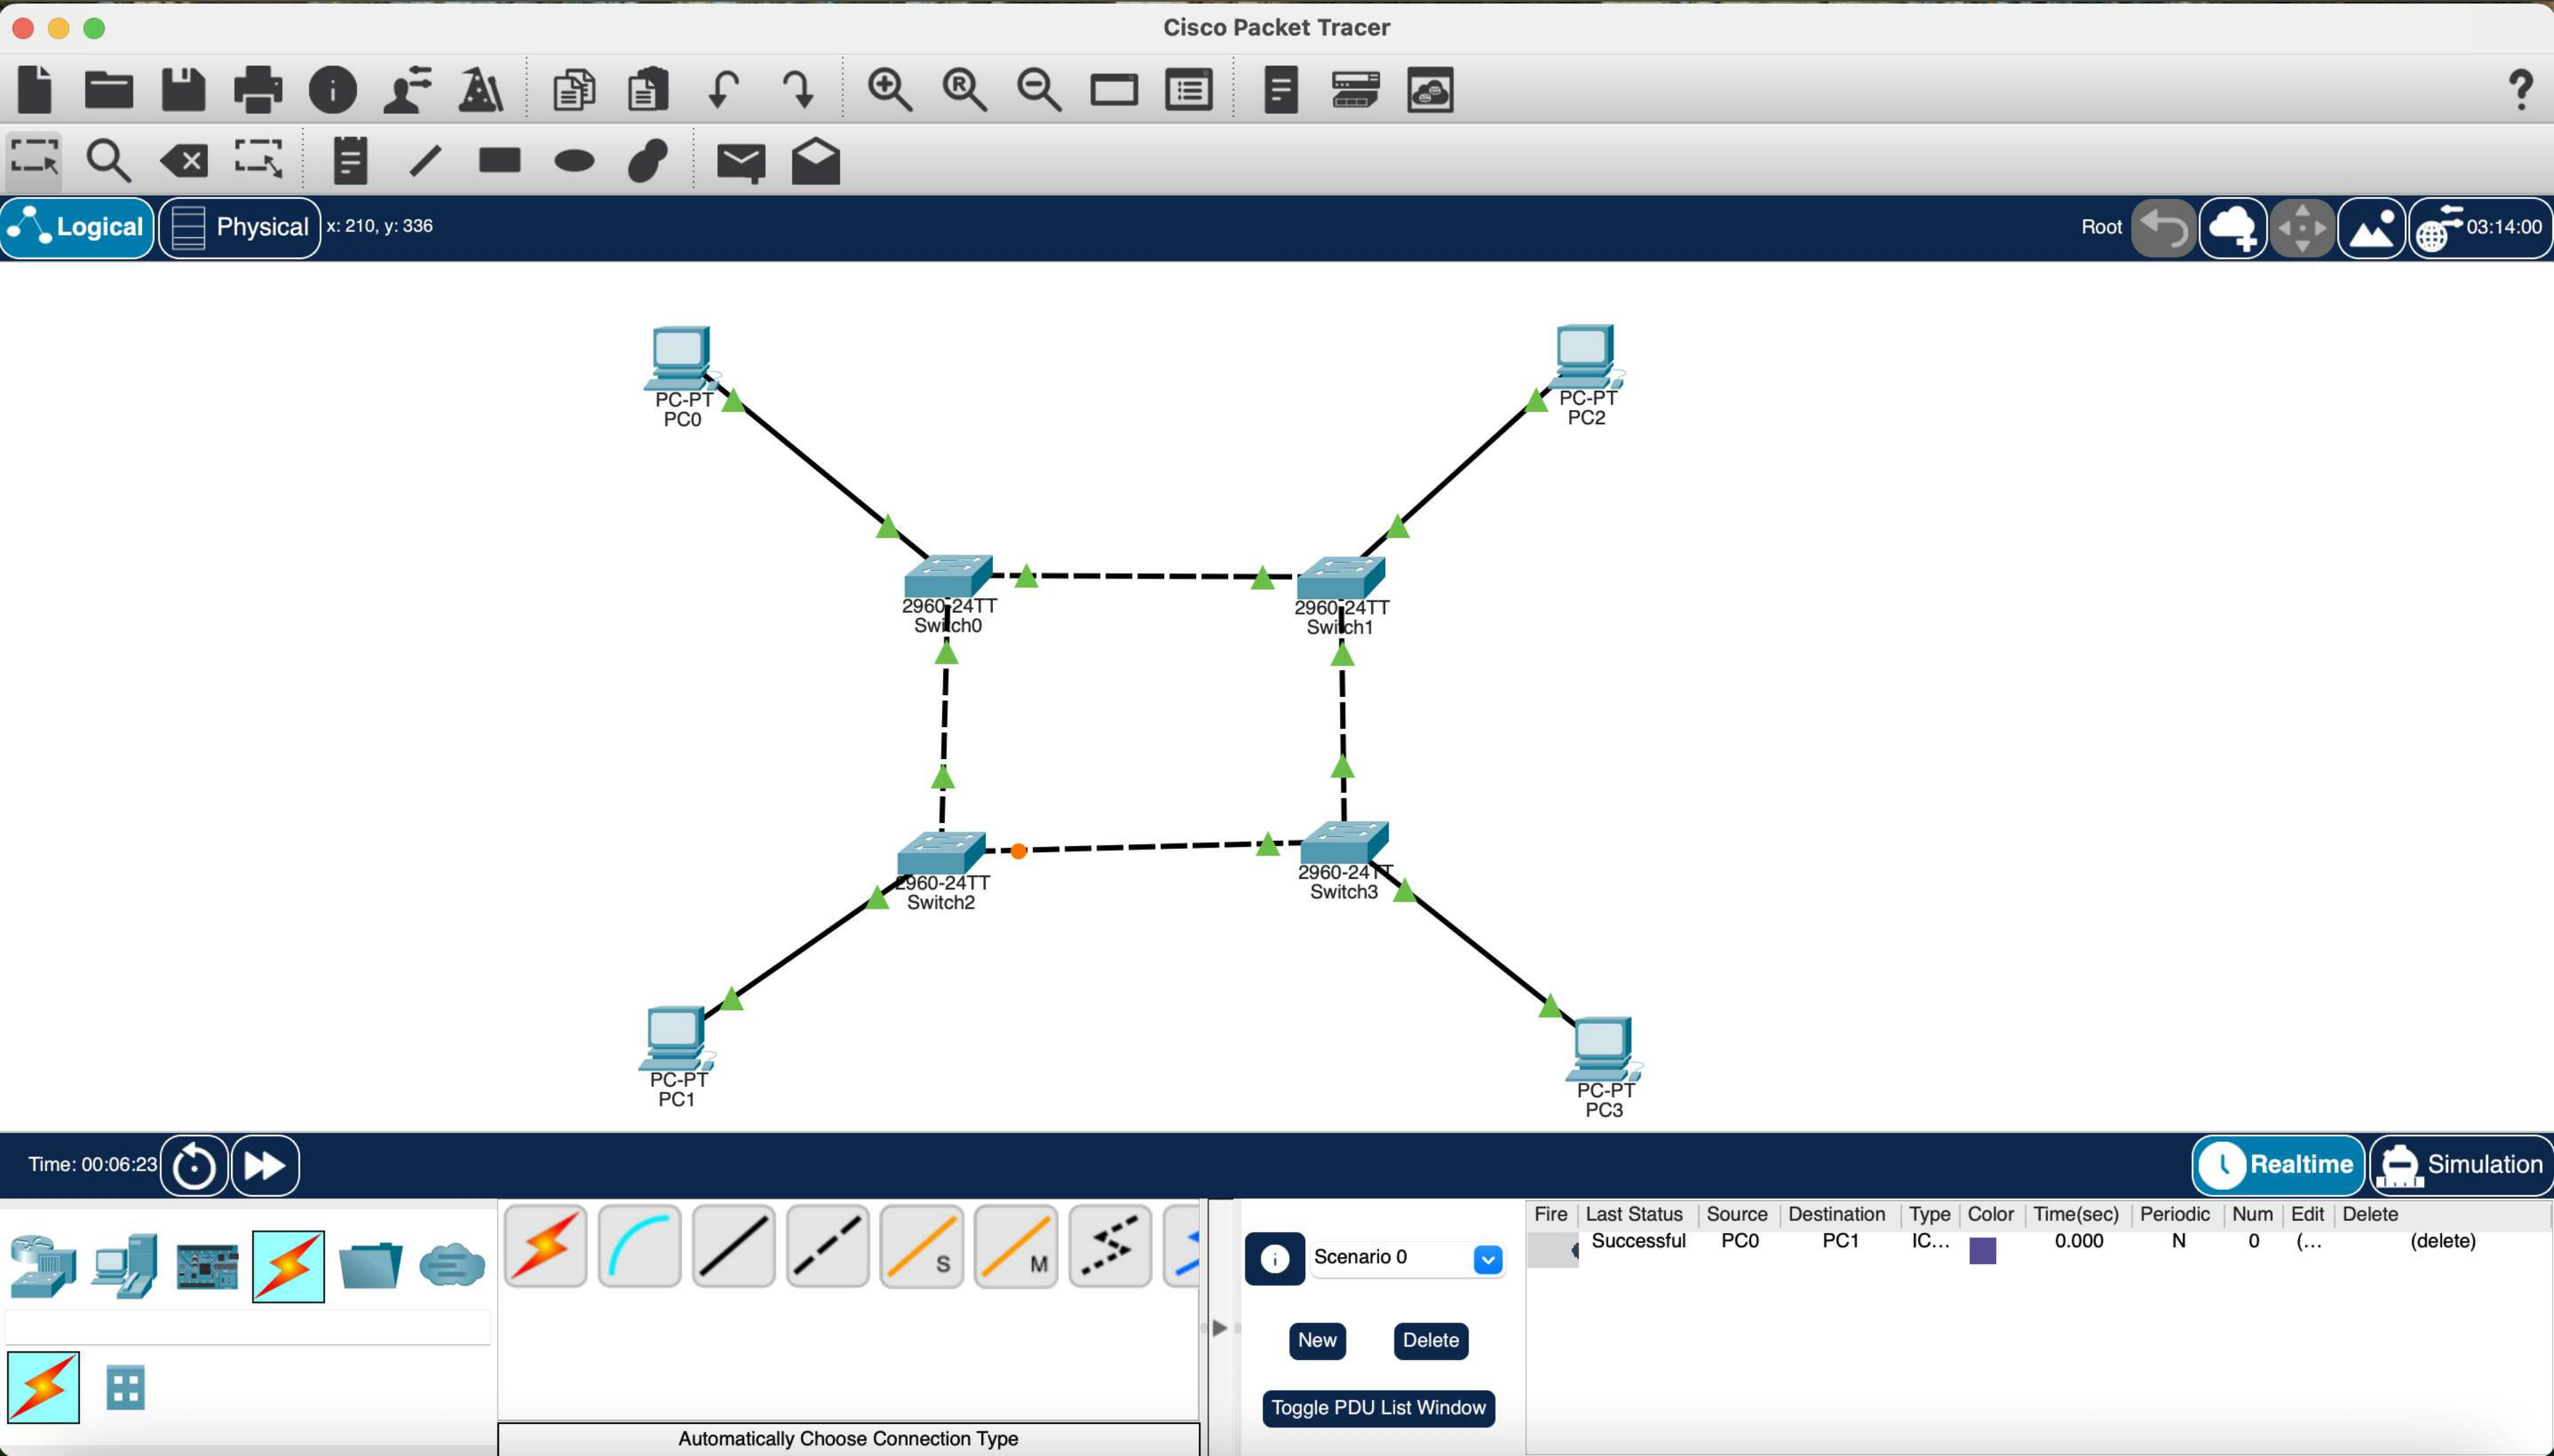 Cisco Packet Tracer
R
?
Logical
Physical
x: 210, y: 336
Root
03:14:00
PC-PT
PC0
PC-PT
PC2
2960-24TT
Switch0
2960-24TT
Switch1
2960-24TT
Switch2
2960-24TT
Switch3
PC-PT
PC1
PC-PT
PC3
Time: 00:06:23
Realtime
Simulation
S
M
Automatically Choose Connection Type
Scenario 0
New
Delete
Toggle PDU List Window
Fire Last Status Source Destination Type Color Time(sec) Periodic Num Edit Delete
Successful PC0 PC1 IC... 0.000 N 0 (... (delete)